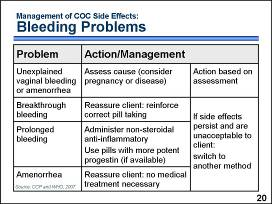 Management of COC Side Effects:
Bleeding Problems
Problem
Action/Management
Unexplained
vaginal bleeding
or amenorrhea
Assess cause (consider
pregnancy or disease)
Action based on
assessment
Breakthrough
bleeding
Reassure client: reinforce
correct pill taking
If side effects
persist and are
unacceptable to
client:
switch to
another method
Prolonged
bleeding
Administer non-steroidal
anti-inflammatory
Use pills with more potent
progestin (if available)
Amenorrhea
Reassure client: no medical
treatment necessary
Source: CCP and WHO, 2007.
20